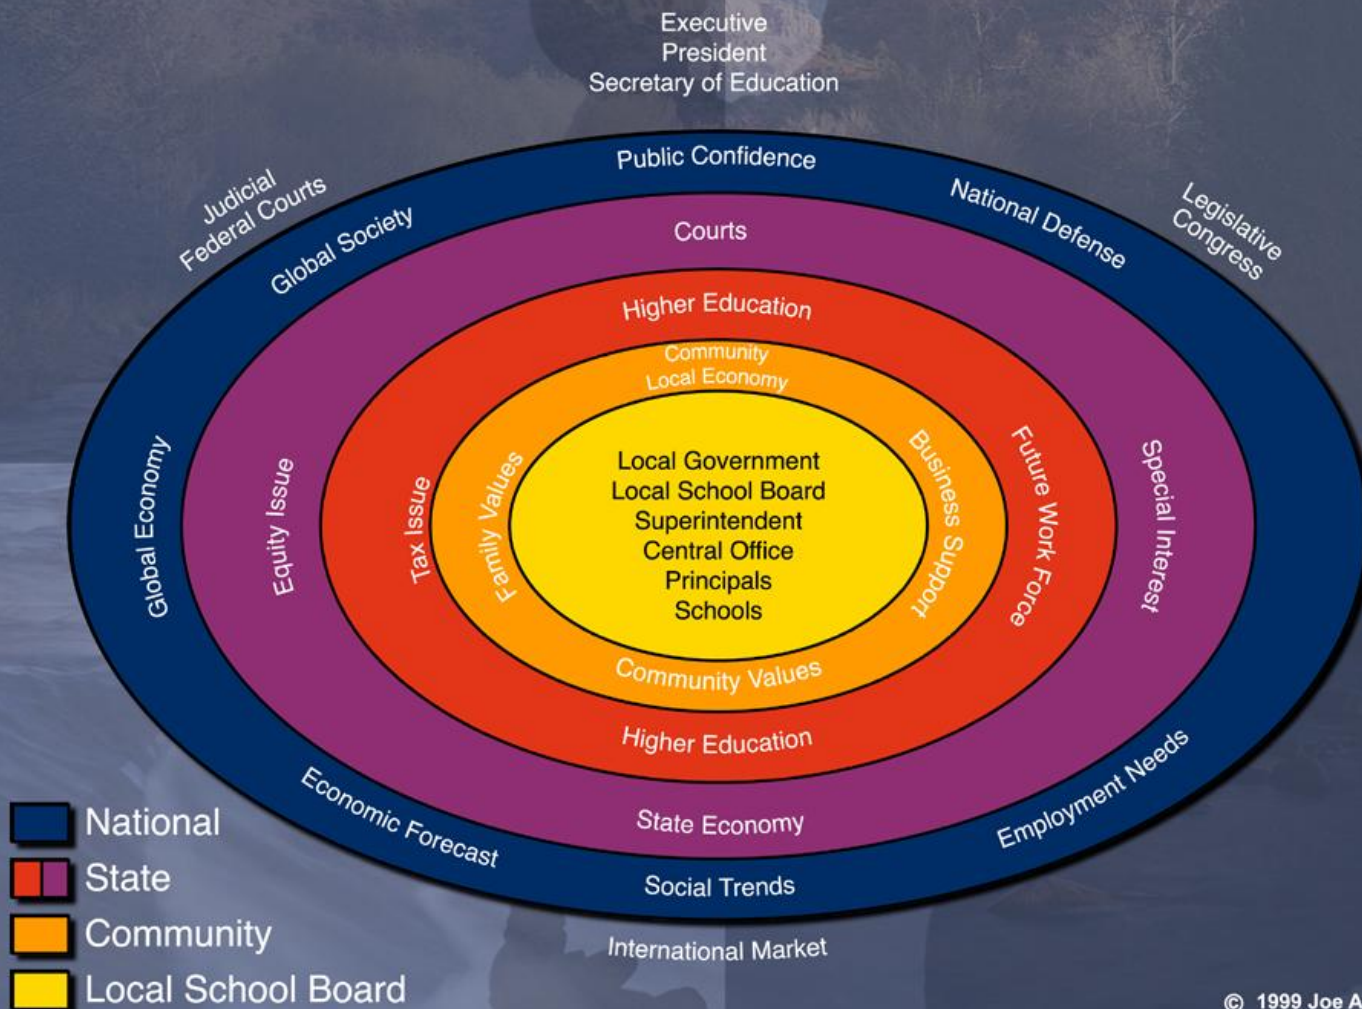 Executive
President
Secretary of Education
Judicial
Federal Courts
Legislative
Congress
Public Confidence
Global Society
National Defense
Global Economy
Economic Forecast
Social Trends
Employment Needs
International Market
Courts
Equity Issue
Special Interest
State Economy
Higher Education
Tax Issue
Future Work Force
Higher Education
Community
Local Economy
Family Values
Business Support
Community Values
Local Government
Local School Board
Superintendent
Central Office
Principals
Schools
National
State
Community
Local School Board
© 1999 Joe A